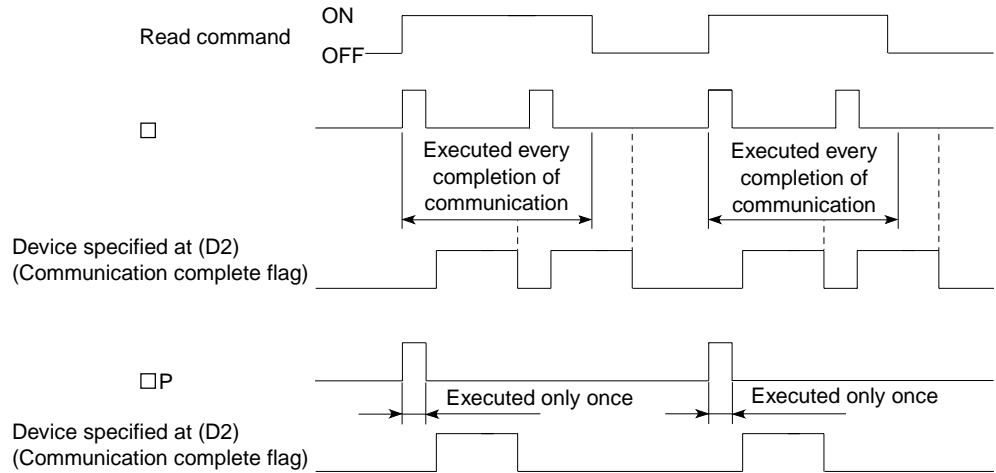 ON
Read command
OFF
□
Executed every
completion of
communication
Executed every
completion of
communication
Device specified at (D2)
(Communication complete flag)
□P
Executed only once
Executed only once
Device specified at (D2)
(Communication complete flag)